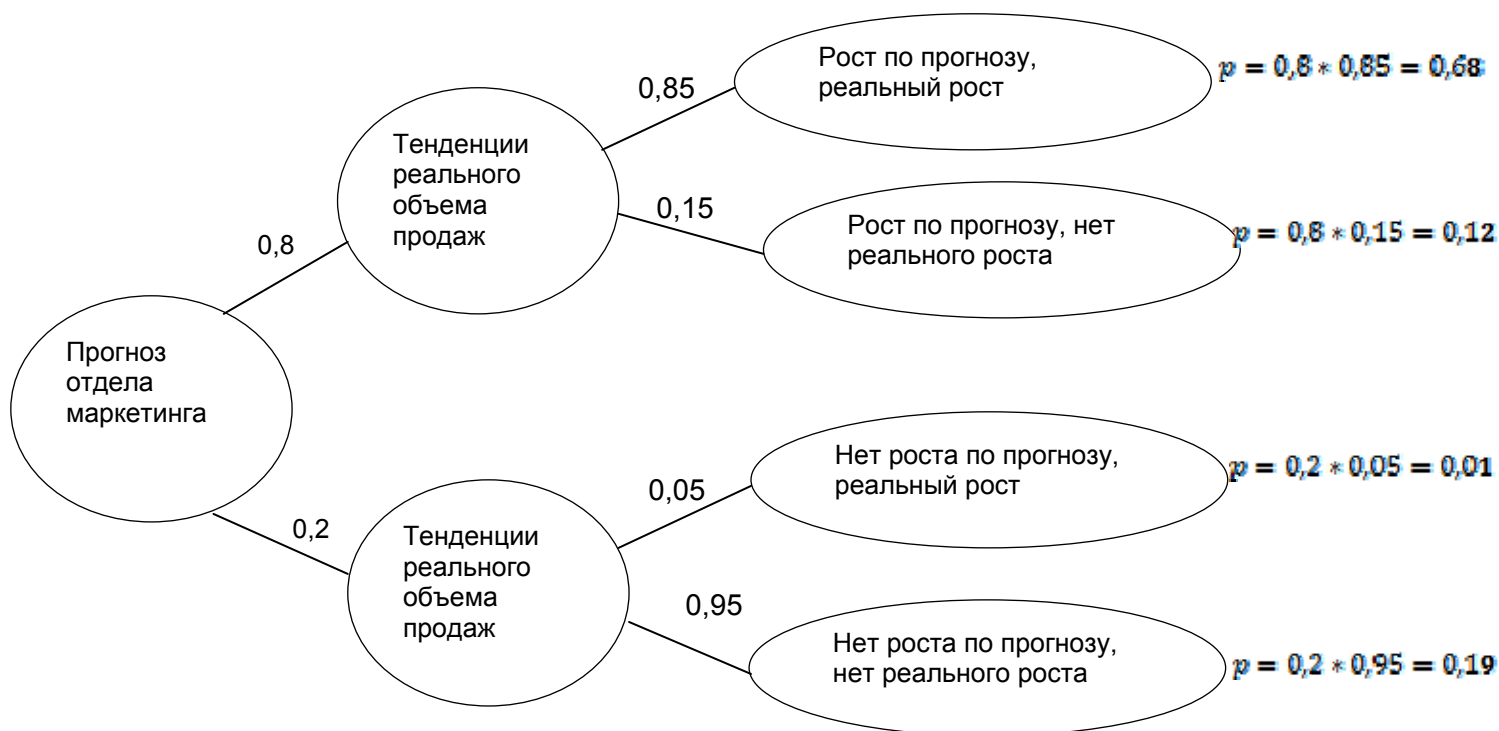 Рост по прогнозу,
реальный рост
p = 0,8 * 0,85 = 0,68
0,85
Тенденции
реального
объема
продаж
0,15
Рост по прогнозу, нет
реального роста
p = 0,8 * 0,15 = 0,12
0,8
Прогноз
отдела
маркетинга
Нет роста по прогнозу,
реальный рост
p = 0,2 * 0,05 = 0,01
0,05
0,2
Тенденции
реального
объема
продаж
0,95
Нет роста по прогнозу,
нет реального роста
p = 0,2 * 0,95 = 0,19